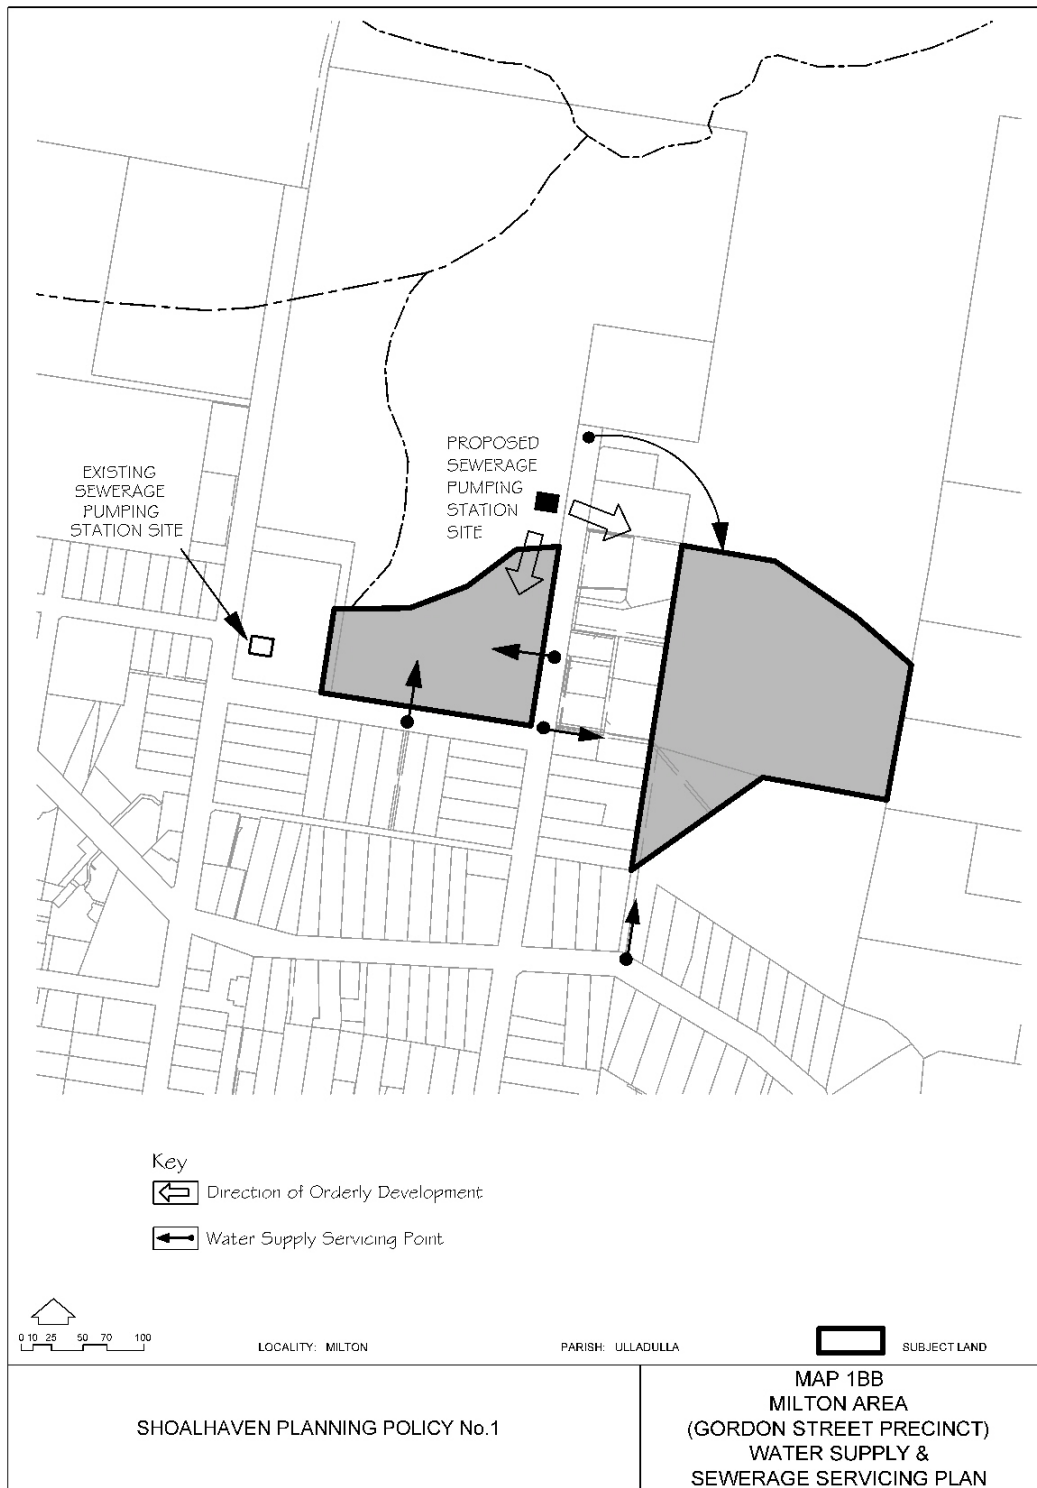 PROPOSED
SEWERAGE
PUMPING
STATION
SITE
EXISTING
SEWERAGE
PUMPING
STATION SITE
Key
Direction of Orderly Development
Water Supply Servicing Point
0 10 25 50 70 100
LOCALITY: MILTON
PARISH: ULLADULLA
SUBJECT LAND
SHOALHAVEN PLANNING POLICY No.1
MAP 1BB
MILTON AREA
(GORDON STREET PRECINCT)
WATER SUPPLY &
SEWERAGE SERVICING PLAN